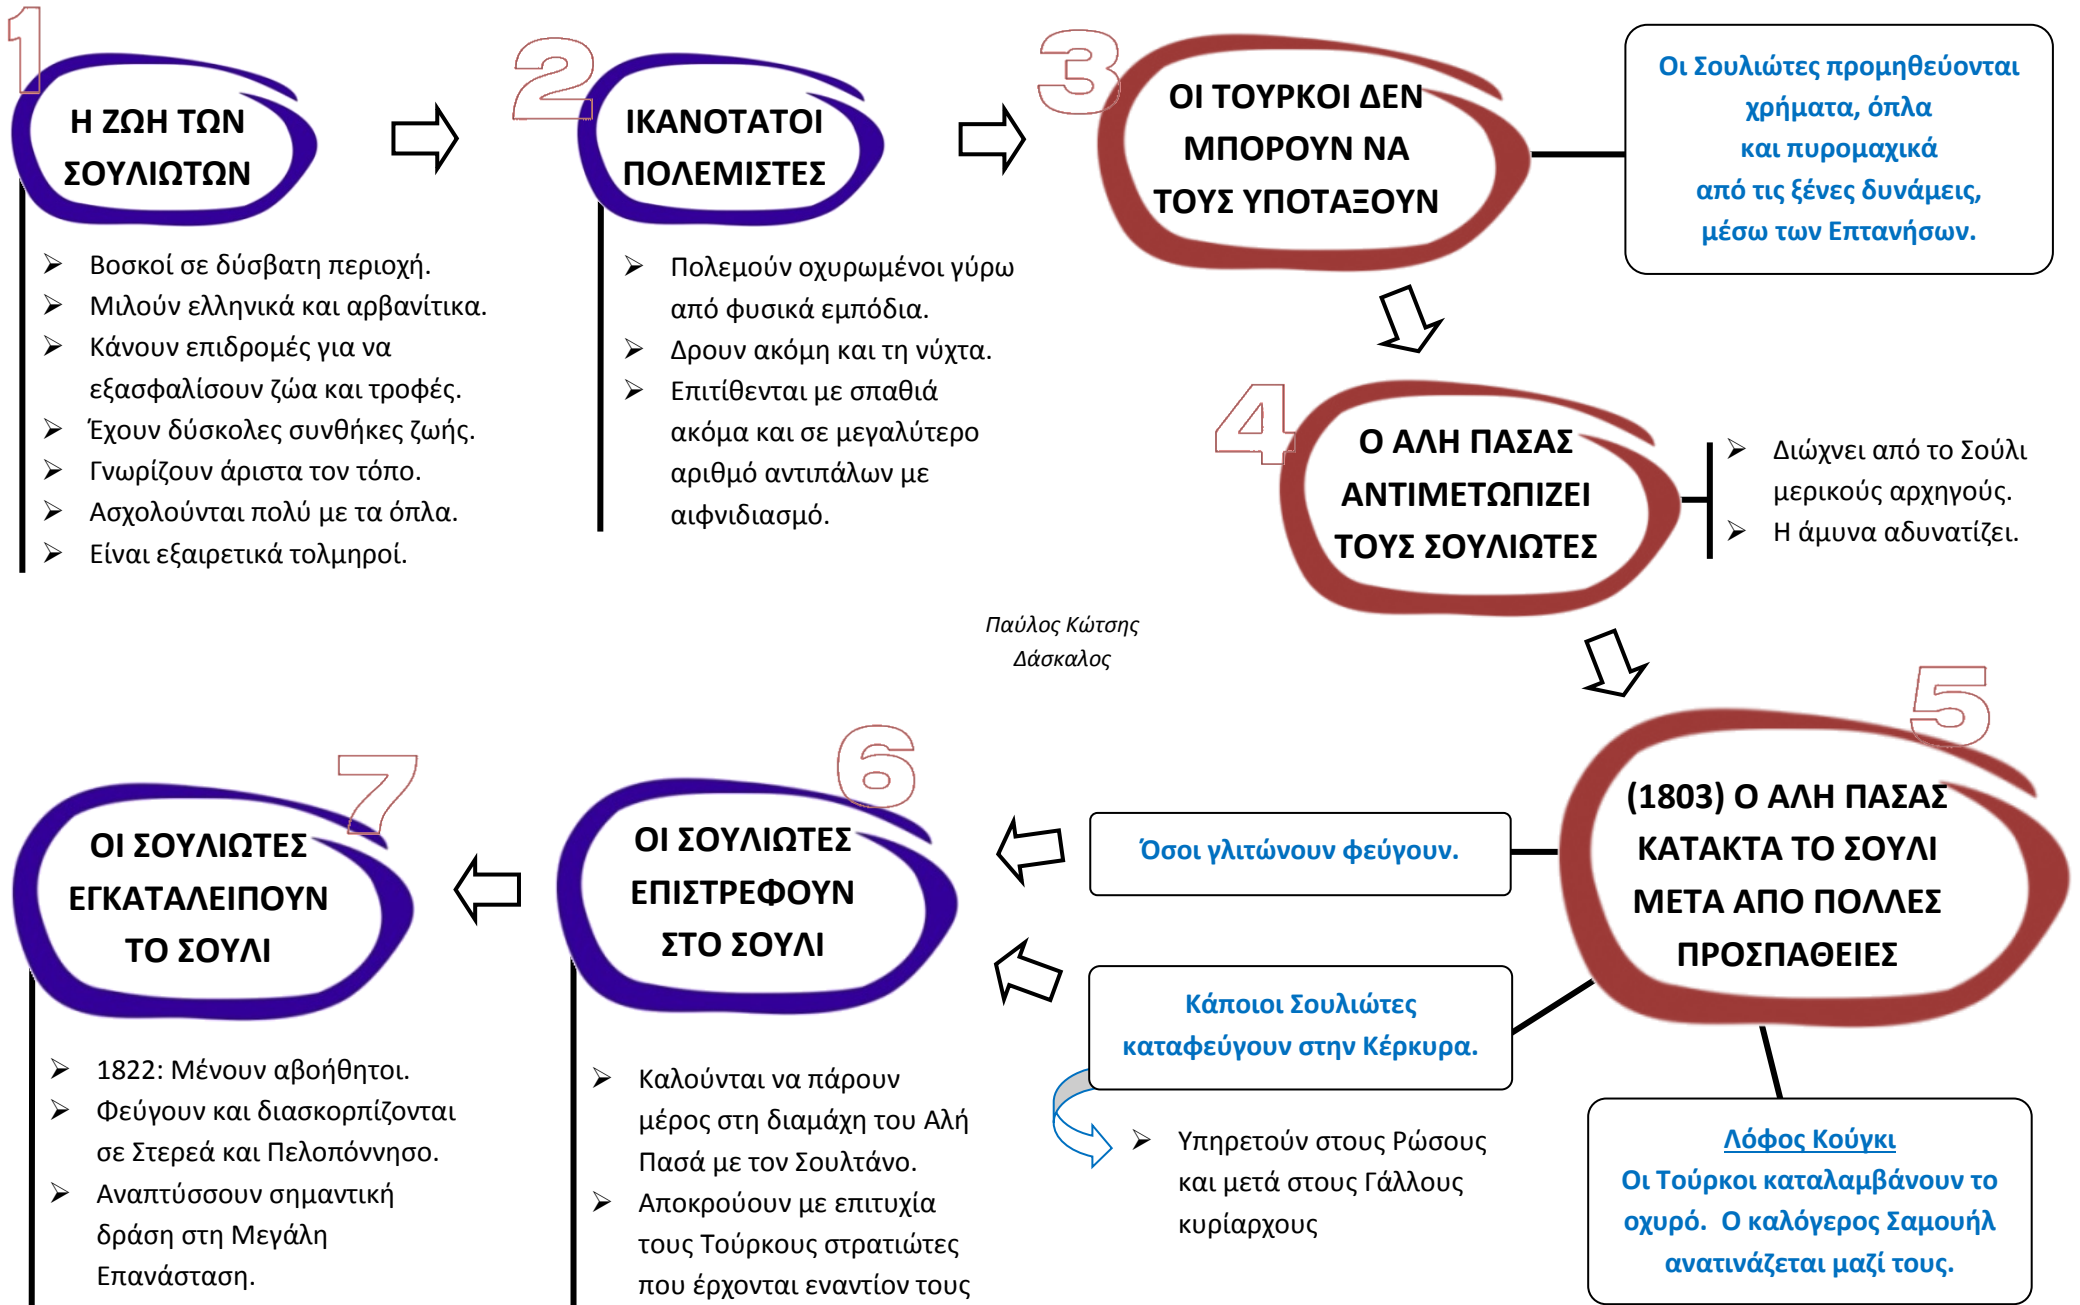 1
Η ΖΩΗ ΤΩΝ
ΣΟΥΛΙΩΤΩΝ
➢ Βοσκοί σε δύσβατη περιοχή.
➢ Μιλούν ελληνικά και αρβανίτικα.
➢ Κάνουν επιδρομές για να
εξασφαλίσουν ζώα και τροφές.
➢ Έχουν δύσκολες συνθήκες ζωής.
➢ Γνωρίζουν άριστα τον τόπο.
➢ Ασχολούνται πολύ με τα όπλα.
➢ Είναι εξαιρετικά τολμηροί.
2
ΙΚΑΝΟΤΑΤΟΙ
ΠΟΛΕΜΙΣΤΕΣ
➢ Πολεμούν οχυρωμένοι γύρω
από φυσικά εμπόδια.
➢ Δρουν ακόμη και τη νύχτα.
➢ Επιτίθενται με σπαθιά
ακόμα και σε μεγαλύτερο
αριθμό αντιπάλων με
αιφνιδιασμό.
3
ΟΙ ΤΟΥΡΚΟΙ ΔΕΝ
ΜΠΟΡΟΥΝ ΝΑ
ΤΟΥΣ ΥΠΟΤΑΞΟΥΝ
Οι Σουλιώτες προμηθεύονται
χρήματα, όπλα
και πυρομαχικά
από τις ξένες δυνάμεις,
μέσω των Επτανήσων.
4
Ο ΑΛΗ ΠΑΣΑΣ
ΑΝΤΙΜΕΤΩΠΙΖΕΙ
ΤΟΥΣ ΣΟΥΛΙΩΤΕΣ
➢ Διώχνει από το Σούλι
μερικούς αρχηγούς.
➢ Η άμυνα αδυνατίζει.
Παύλος Κώτσης
Δάσκαλος
5
(1803) Ο ΑΛΗ ΠΑΣΑΣ
ΚΑΤΑΚΤΑ ΤΟ ΣΟΥΛΙ
ΜΕΤΑ ΑΠΟ ΠΟΛΛΕΣ
ΠΡΟΣΠΑΘΕΙΕΣ
Όσοι γλιτώνουν φεύγουν.
Κάποιοι Σουλιώτες
καταφεύγουν στην Κέρκυρα.
➢ Υπηρετούν στους Ρώσους
και μετά στους Γάλλους
κυρίαρχους
Λόφος Κούγκι
Οι Τούρκοι καταλαμβάνουν το
οχυρό. Ο καλόγερος Σαμουήλ
ανατινάζεται μαζί τους.
6
ΟΙ ΣΟΥΛΙΩΤΕΣ
ΕΠΙΣΤΡΕΦΟΥΝ
ΣΤΟ ΣΟΥΛΙ
➢ Καλούνται να πάρουν
μέρος στη διαμάχη του Αλή
Πασά με τον Σουλτάνο.
➢ Αποκρούουν με επιτυχία
τους Τούρκους στρατιώτες
που έρχονται εναντίον τους
7
ΟΙ ΣΟΥΛΙΩΤΕΣ
ΕΓΚΑΤΑΛΕΙΠΟΥΝ
ΤΟ ΣΟΥΛΙ
➢ 1822: Μένουν αβοήθητοι.
➢ Φεύγουν και διασκορπίζονται
σε Στερεά και Πελοπόννησο.
➢ Αναπτύσσουν σημαντική
δράση στη Μεγάλη
Επανάσταση.